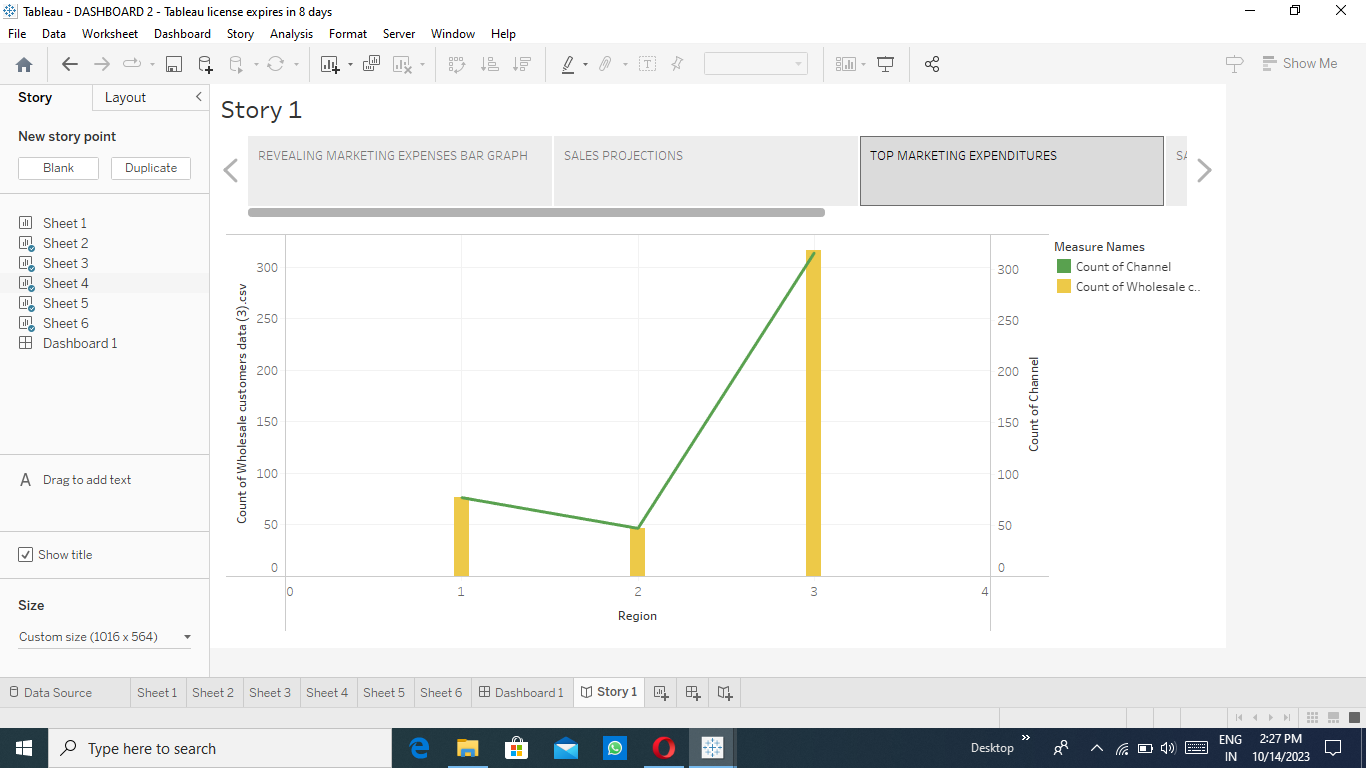 Tableau - DASHBOARD 2 - Tableau license expires in 8 days
File Data Worksheet Dashboard Story Analysis Format Server Window Help
Show Me
Story Layout
New story point
Blank Duplicate
Sheet 1
Sheet 2
Sheet 3
Sheet 4
Sheet 5
Sheet 6
Dashboard 1
A Drag to add text
Show title
Size
Custom size (1016 x 564)
Story 1
REVEALING MARKETING EXPENSES BAR GRAPH
SALES PROJECTIONS
TOP MARKETING EXPENDITURES
SA
Count of Wholesale customers data (3).csv
300
250
200
150
100
50
0
0 1 2 3 4
Region
300
250
200
150
100
50
0
Count of Channel
Measure Names
Count of Channel
Count of Wholesale c..
Data Source Sheet 1 Sheet 2 Sheet 3 Sheet 4 Sheet 5 Sheet 6 Dashboard 1 Story 1
Type here to search
Desktop
ENG
IN
2:27 PM
10/14/2023